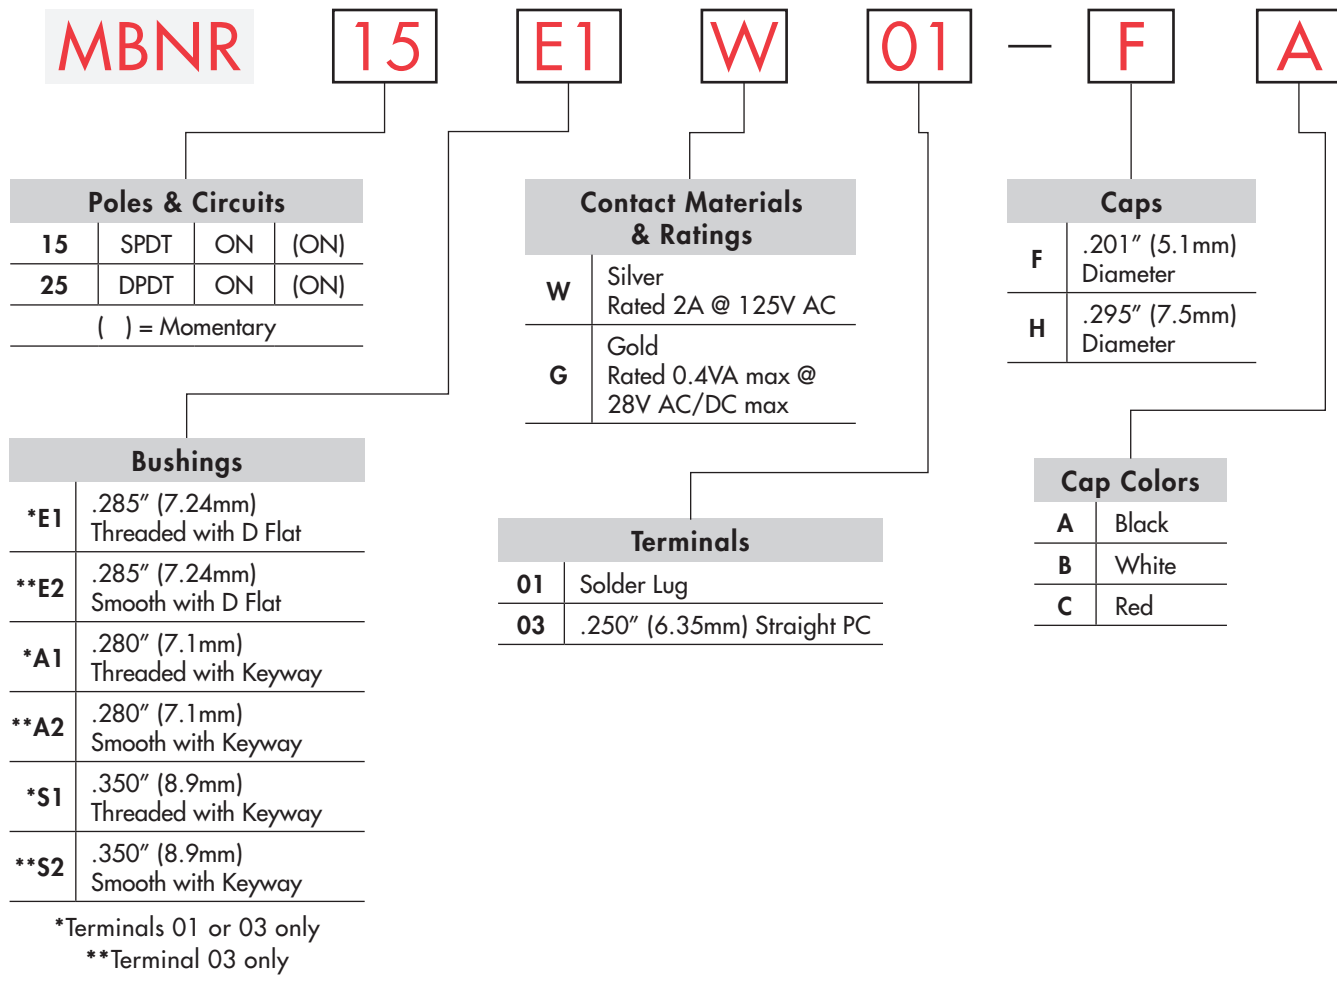 MBNR 15 E1 W 01 — F A
Poles & Circuits
15 SPDT ON (ON)
25 DPDT ON (ON)
( ) = Momentary
Bushings
*E1 .285" (7.24mm)
Threaded with D Flat
**E2 .285" (7.24mm)
Smooth with D Flat
*A1 .280" (7.1mm)
Threaded with Keyway
**A2 .280" (7.1mm)
Smooth with Keyway
*S1 .350" (8.9mm)
Threaded with Keyway
**S2 .350" (8.9mm)
Smooth with Keyway
*Terminals 01 or 03 only
**Terminal 03 only
Contact Materials
& Ratings
W Silver
Rated 2A @ 125V AC
G Gold
Rated 0.4VA max @
28V AC/DC max
Terminals
01 Solder Lug
03 .250" (6.35mm) Straight PC
Caps
F .201" (5.1mm)
Diameter
H .295" (7.5mm)
Diameter
Cap Colors
A Black
B White
C Red